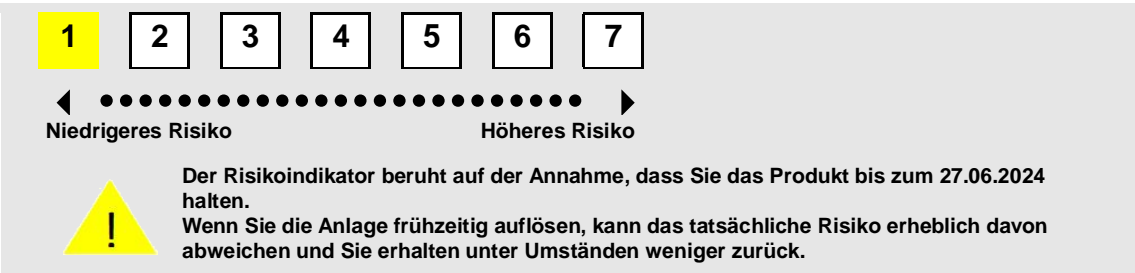 1 2 3 4 5 6 7
Niedrigeres Risiko Höheres Risiko
Der Risikoindikator beruht auf der Annahme, dass Sie das Produkt bis zum 27.06.2024
halten.
Wenn Sie die Anlage frühzeitig auflösen, kann das tatsächliche Risiko erheblich davon
abweichen und Sie erhalten unter Umständen weniger zurück.
!